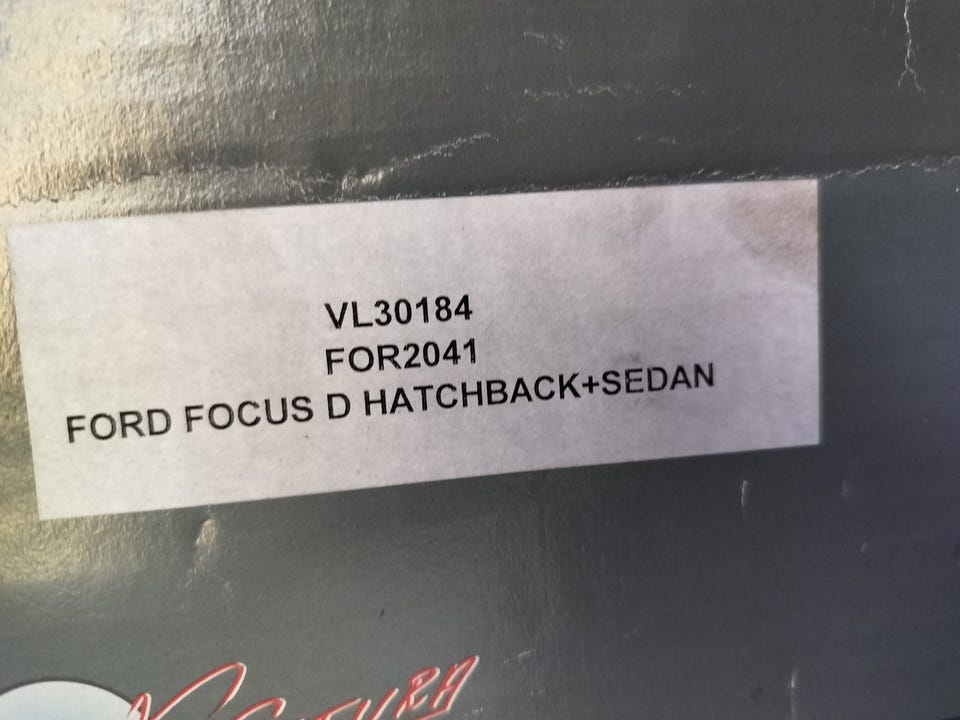 VL30184
FOR2041
FORD FOCUS D HATCHBACK+SEDAN